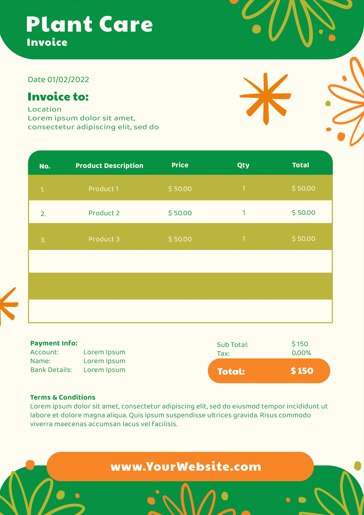 Plant Care
Invoice
Date 01/02/2022
Invoice to:
Location
Lorem ipsum dolor sit amet,
consectetur adipiscing elit, sed do
No. Product Description Price Qty Total
1. Product 1 $ 50.00 1 $ 50.00
2. Product 2 $ 50.00 1 $ 50.00
3. Product 3 $ 50.00 1 $ 50.00
Payment Info:
Account: Lorem Ipsum
Name: Lorem Ipsum
Bank Details: Lorem Ipsum
Sub Total: $ 150
Tax: 0,00%
Total: $ 150
Terms & Conditions
Lorem ipsum dolor sit amet, consectetur adipiscing elit, sed do eiusmod tempor incididunt ut
labore et dolore magna aliqua. Quis ipsum suspendisse ultrices gravida. Risus commodo
viverra maecenas accumsan lacus vel facilisis.
www.YourWebsite.com